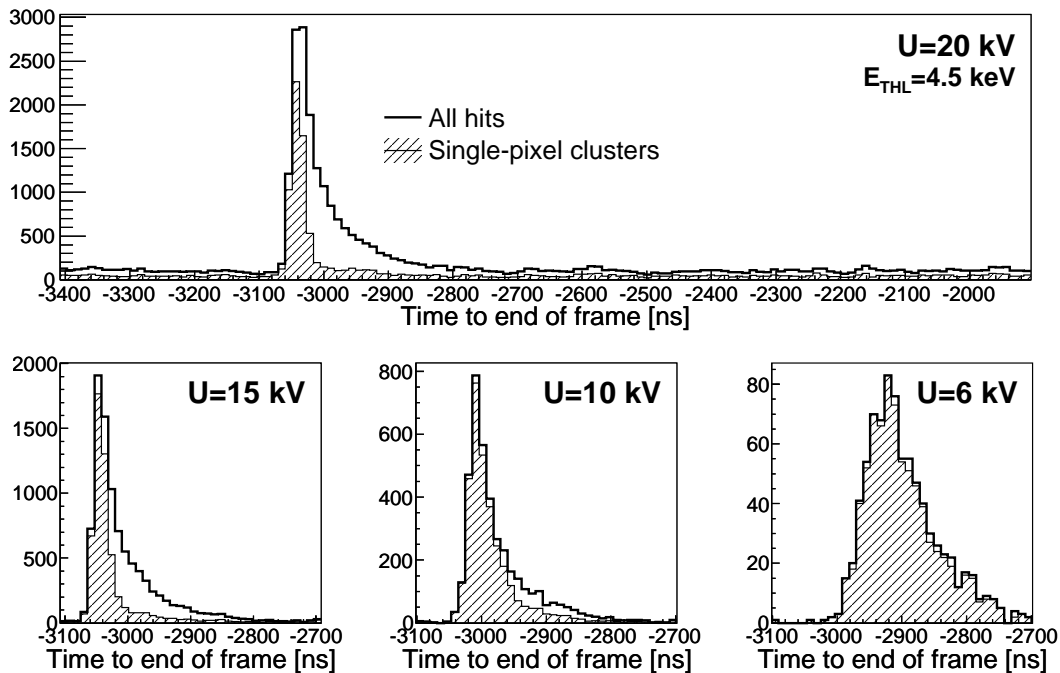 3000
2500
2000
1500
1000
500
0
U=20 kV
E_THL=4.5 keV
All hits
Single-pixel clusters
-3400 -3300 -3200 -3100 -3000 -2900 -2800 -2700 -2600 -2500 -2400 -2300 -2200 -2100 -2000
Time to end of frame [ns]
2000
1500
1000
500
0
U=15 kV
-3100 -3000 -2900 -2800 -2700
Time to end of frame [ns]
800
600
400
200
0
U=10 kV
-3100 -3000 -2900 -2800 -2700
Time to end of frame [ns]
80
60
40
20
0
U=6 kV
-3100 -3000 -2900 -2800 -2700
Time to end of frame [ns]